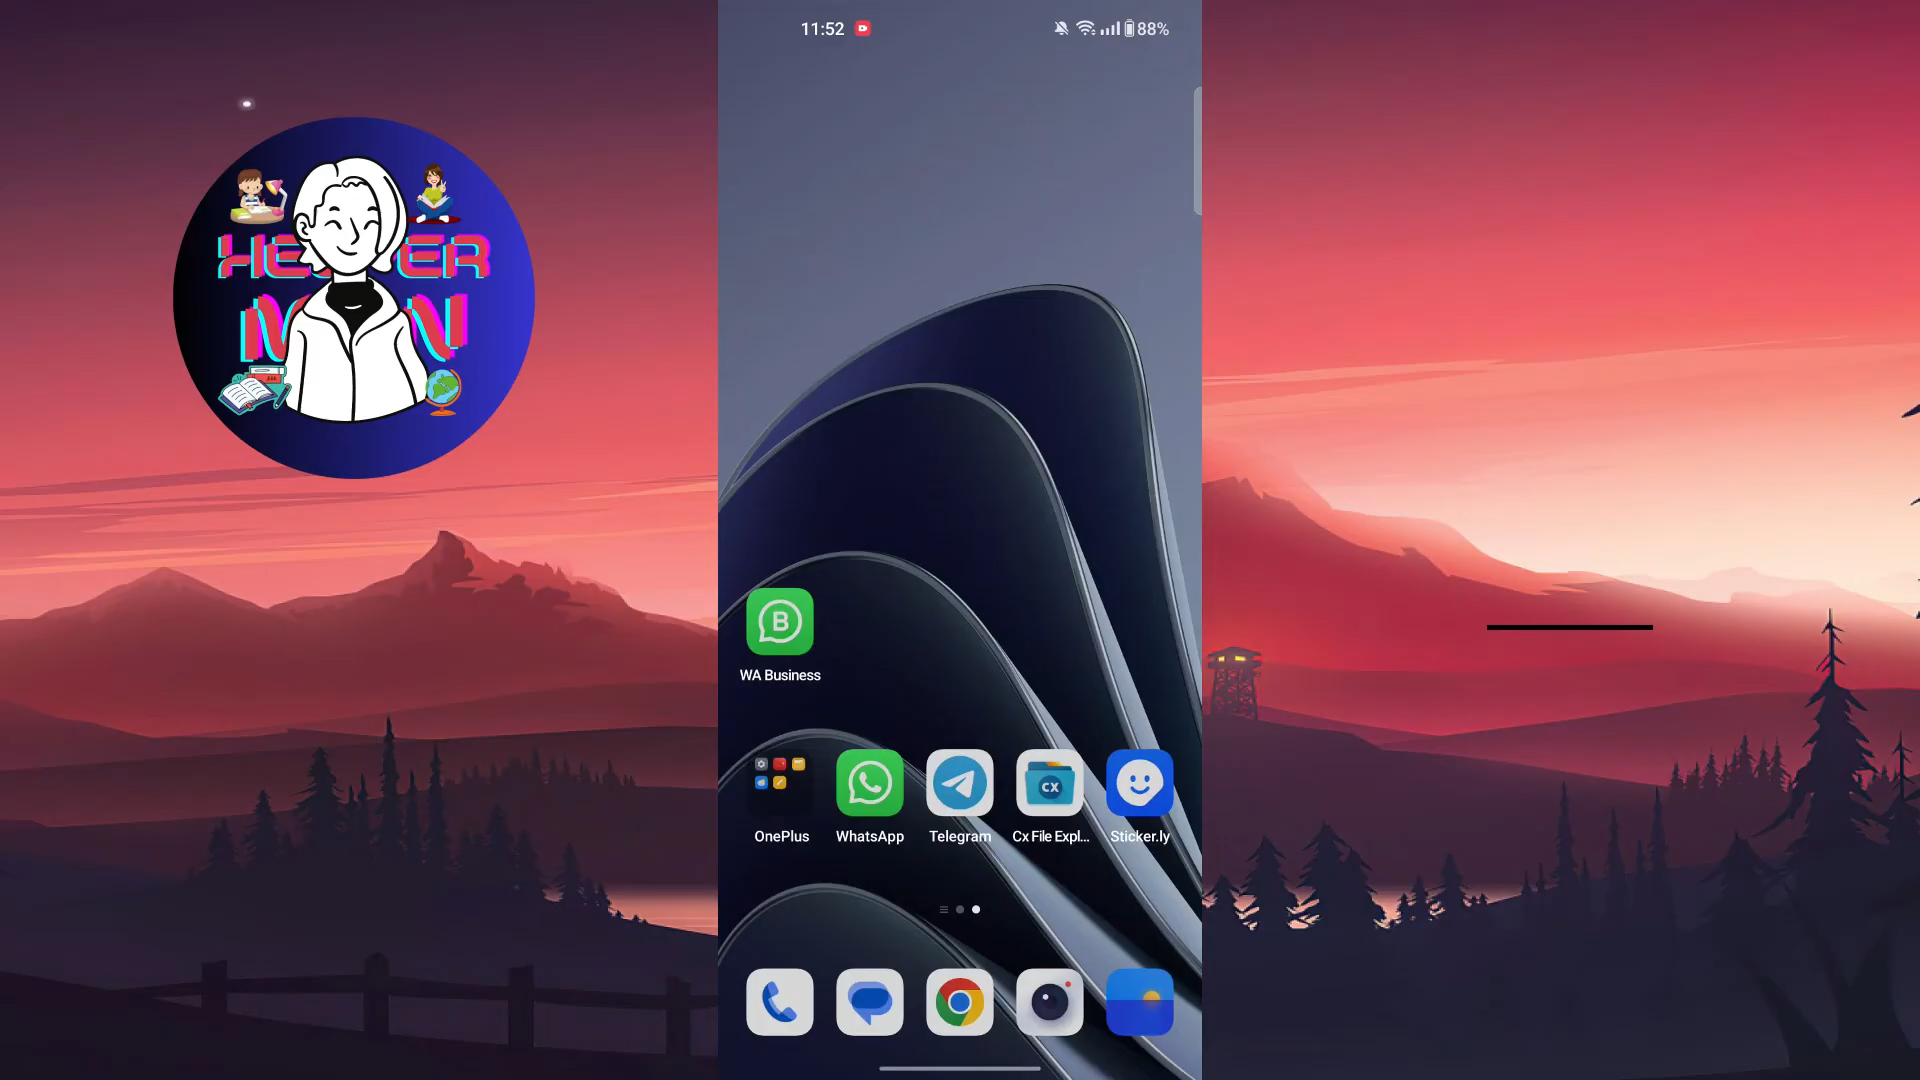 11:52
88%
WA Business
OnePlus
WhatsApp
Telegram
Cx File Expl...
Sticker.ly
B
CX